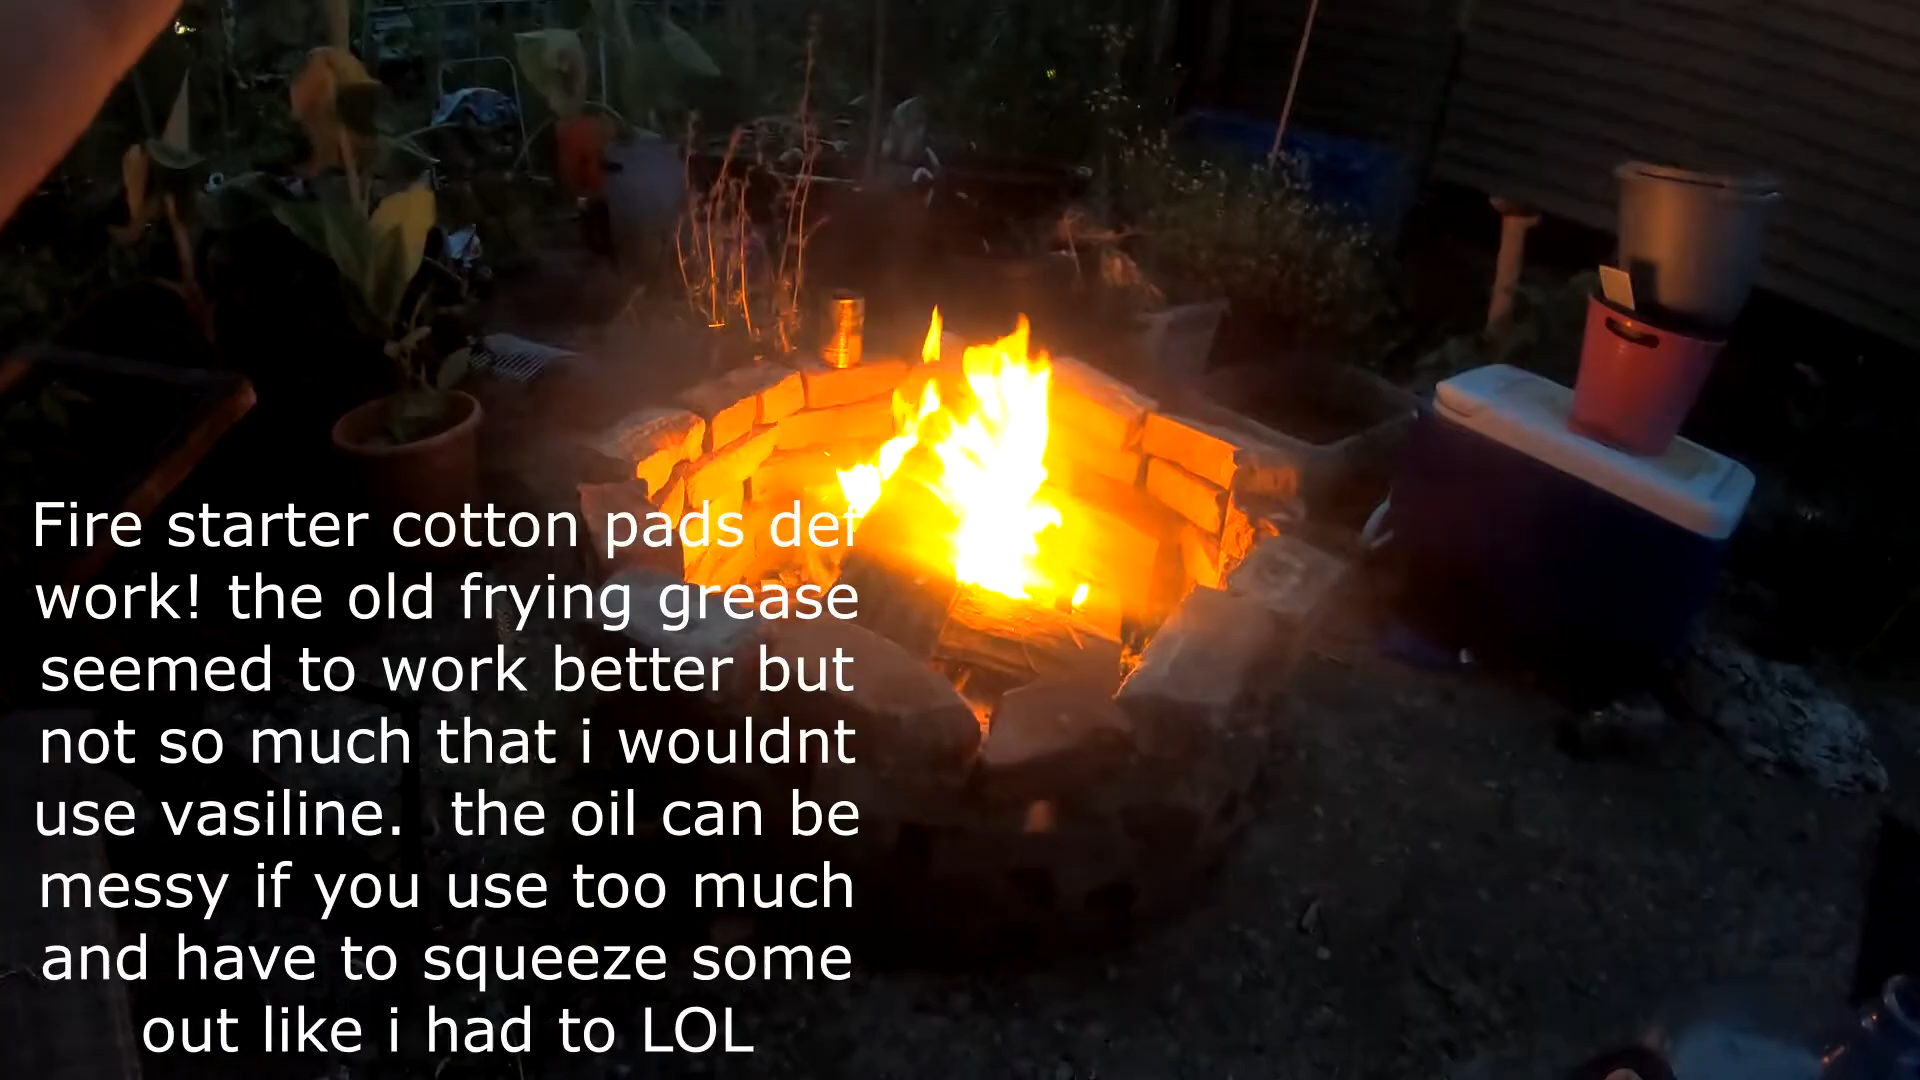 Fire starter cotton pads def
work! the old frying grease
seemed to work better but
not so much that i wouldnt
use vasiline.  the oil can be
messy if you use too much
and have to squeeze some
out like i had to LOL